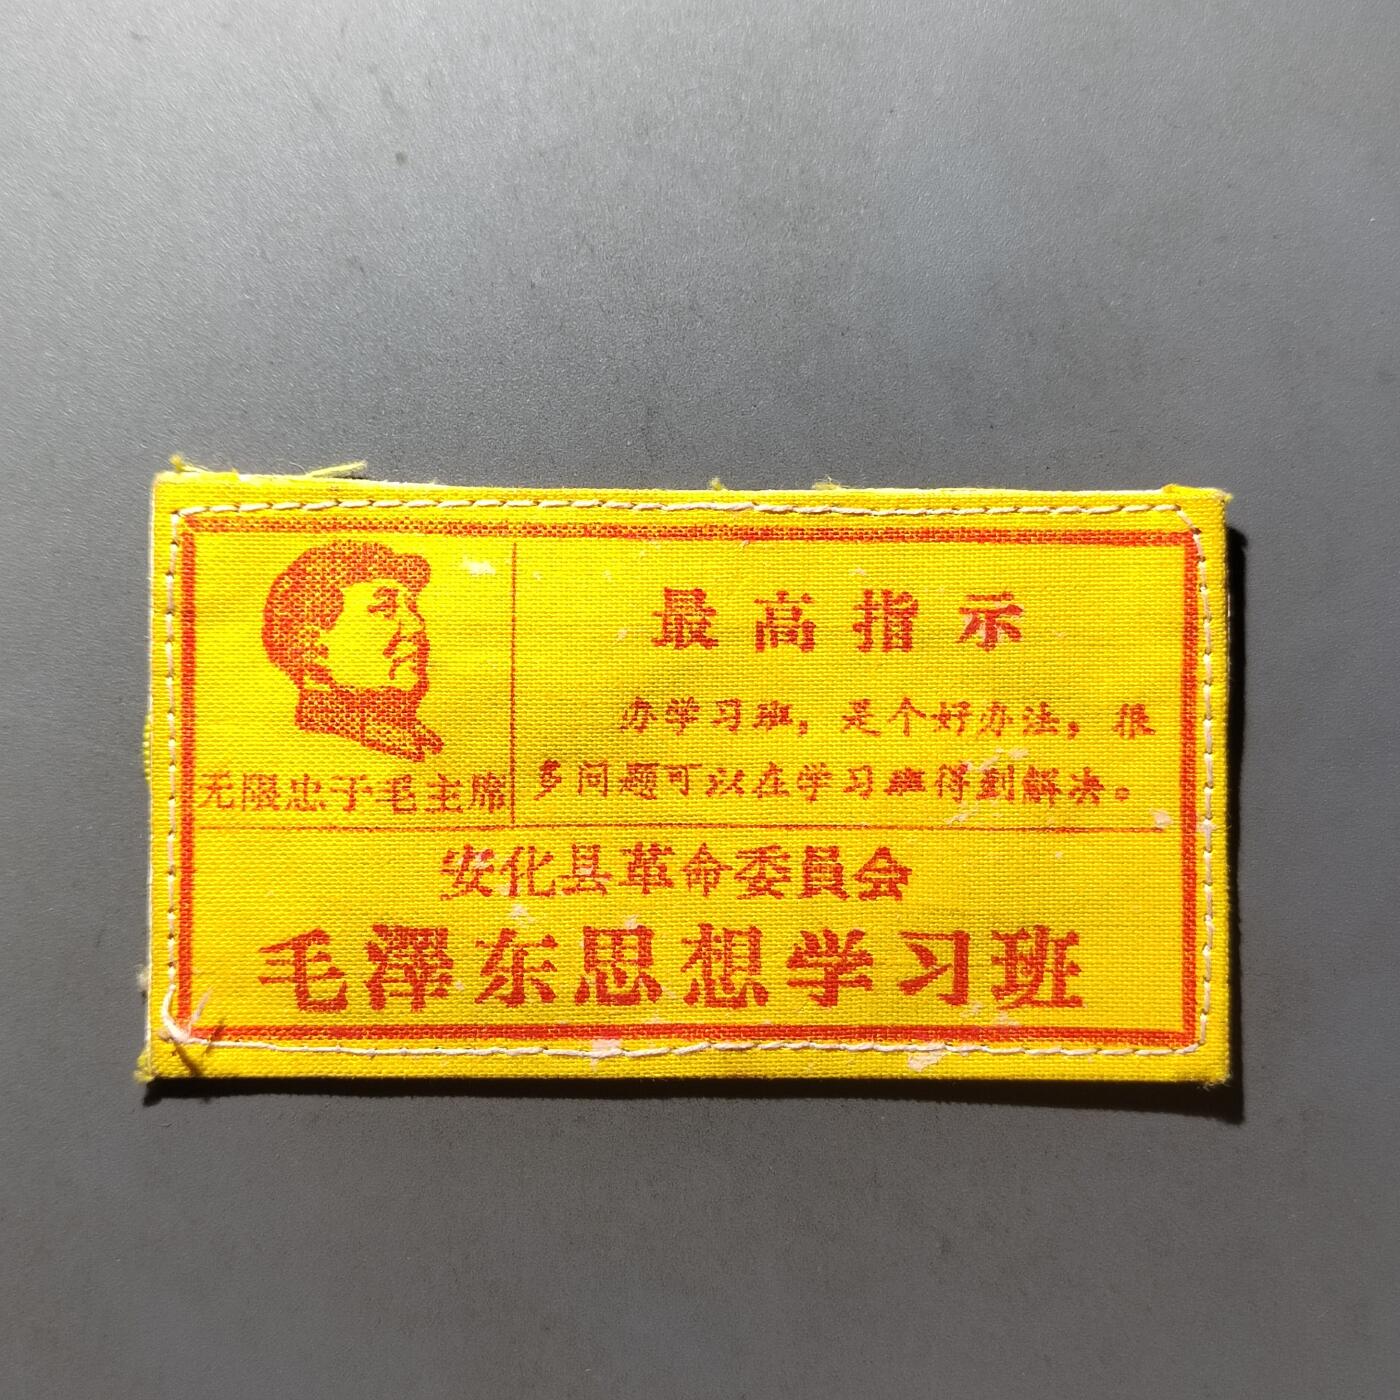 最高指示
办学习班，是个好办法，很
多问题可以在学习班得到解决。
无限忠于毛主席
安化县革命委員会
毛澤东思想学习班